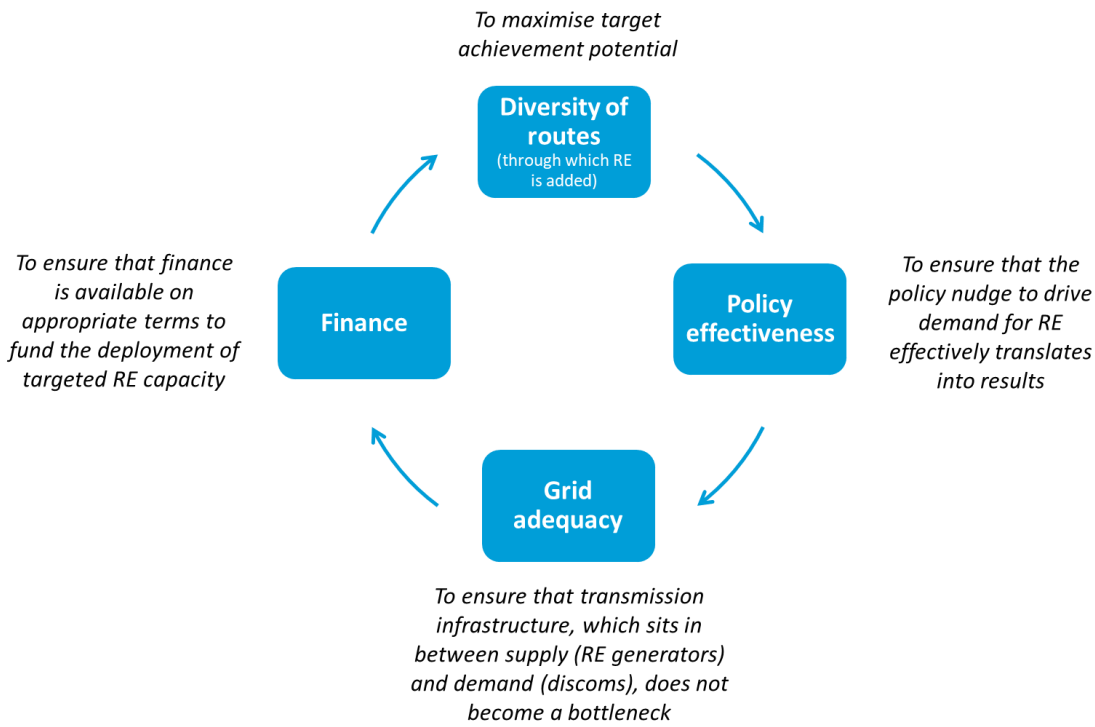 To maximise target
achievement potential
Diversity of
routes
(through which RE
is added)
To ensure that finance
is available on
appropriate terms to
fund the deployment of
targeted RE capacity
Finance
Policy
effectiveness
To ensure that the
policy nudge to drive
demand for RE
effectively translates
into results
Grid
adequacy
To ensure that transmission
infrastructure, which sits in
between supply (RE generators)
and demand (discoms), does not
become a bottleneck